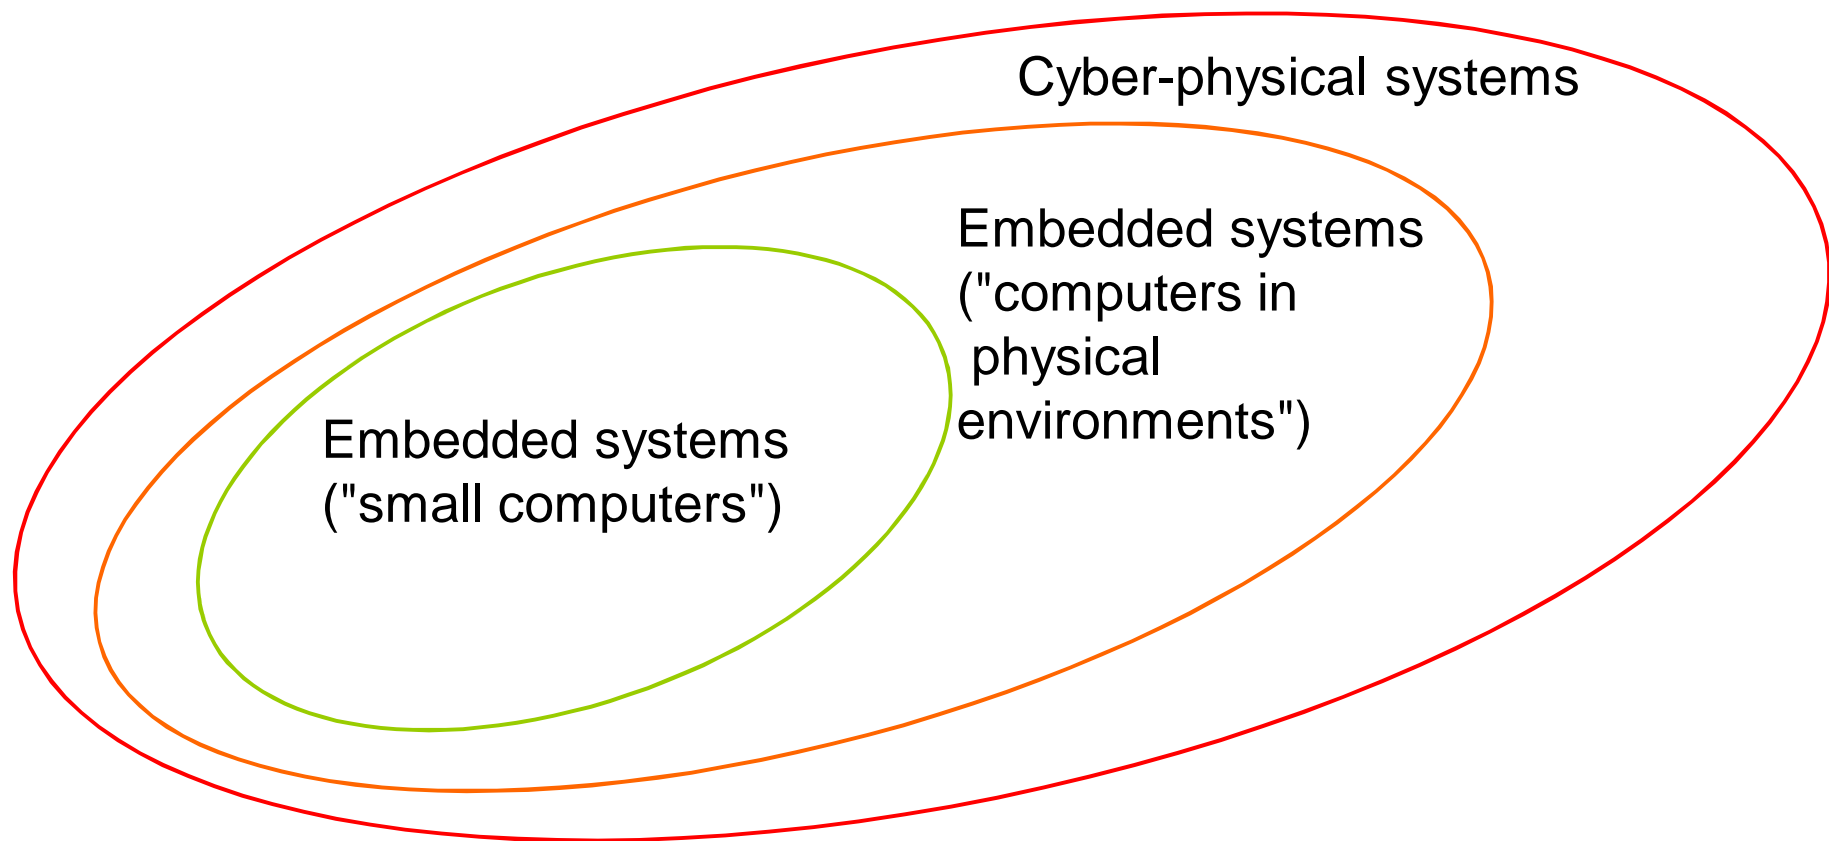 Cyber-physical systems
Embedded systems
("computers in
physical
environments")
Embedded systems
("small computers")